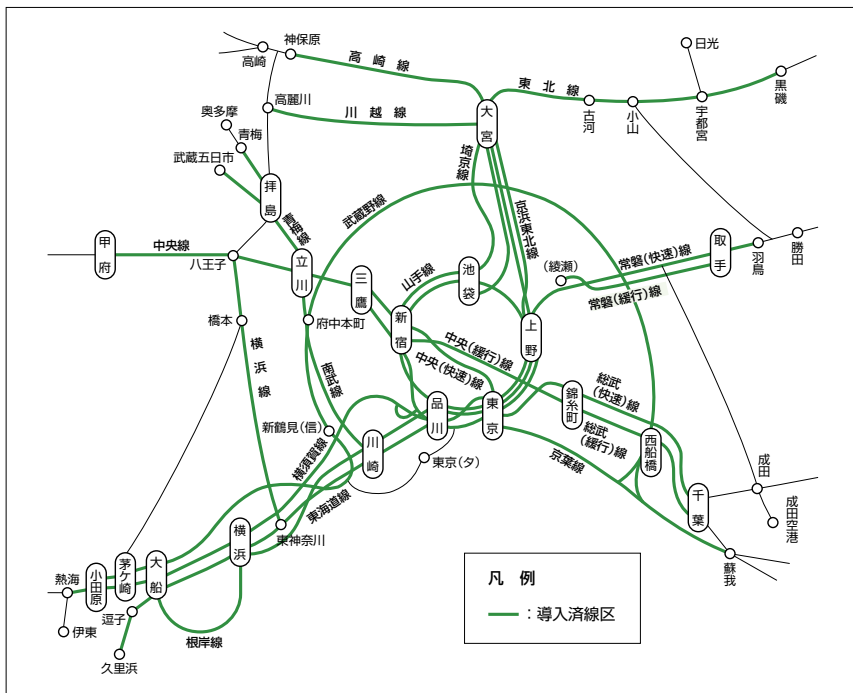 神保原
高崎
高崎線
日光
東北線
黒磯
高麗川
川越線
大宮
古河
小山
宇都宮
奥多摩
青梅
武蔵五日市
拝島
埼京線
武蔵野線
京浜東北線
青梅線
甲府
中央線
八王子
立川
三鷹
山手線
池袋
(綾瀬)
常磐(快速)線
取手
羽鳥
勝田
常磐(緩行)線
新宿
上野
橋本
横浜線
府中本町
中央(緩行)線
中央(快速)線
南武線
品川
東京
錦糸町
総武(快速)線
総武(緩行)線
西船橋
新鶴見(信)
川崎
横須賀線
東京(タ)
京葉線
成田
千葉
成田空港
東海道線
東神奈川
横浜
大船
茅ケ崎
小田原
熱海
蘇我
逗子
伊東
根岸線
久里浜
凡例
:導入済線区